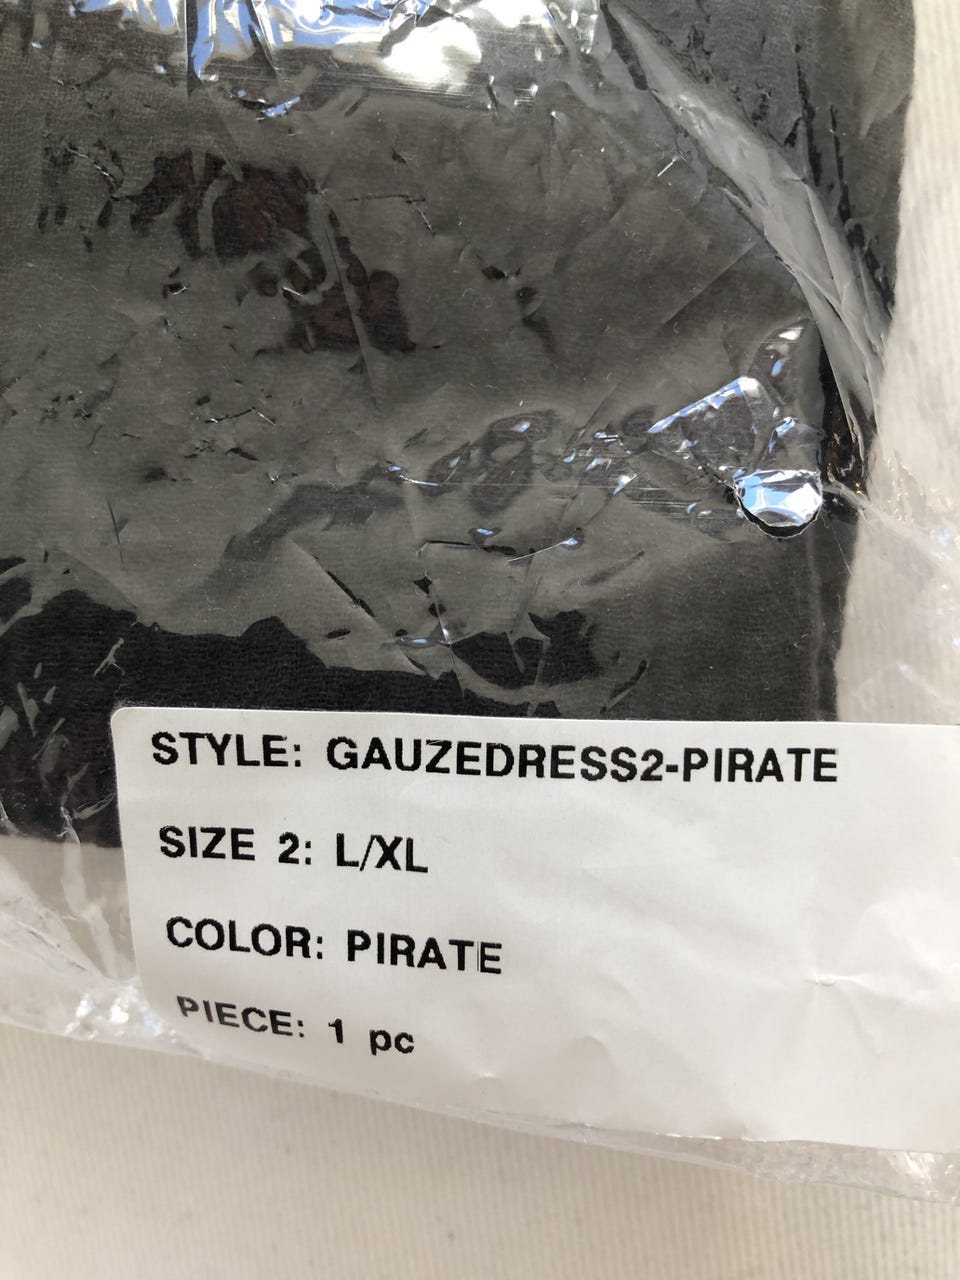 STYLE: GAUZEDRESS2-PIRATE
SIZE 2: L/XL
COLOR: PIRATE
PIECE: 1 pc